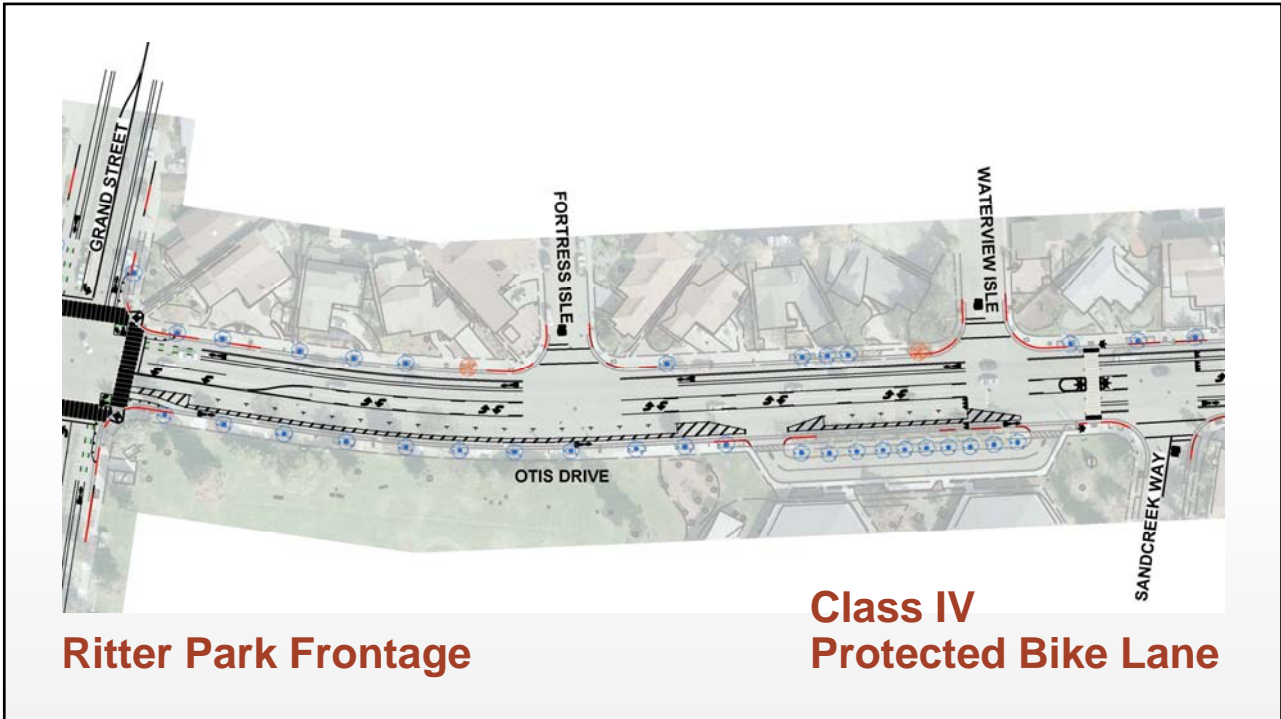 GRAND STREET
FORTRESS ISLE
WATERVIEW ISLE
OTIS DRIVE
SANDCREEK WAY
Ritter Park Frontage
Class IV
Protected Bike Lane